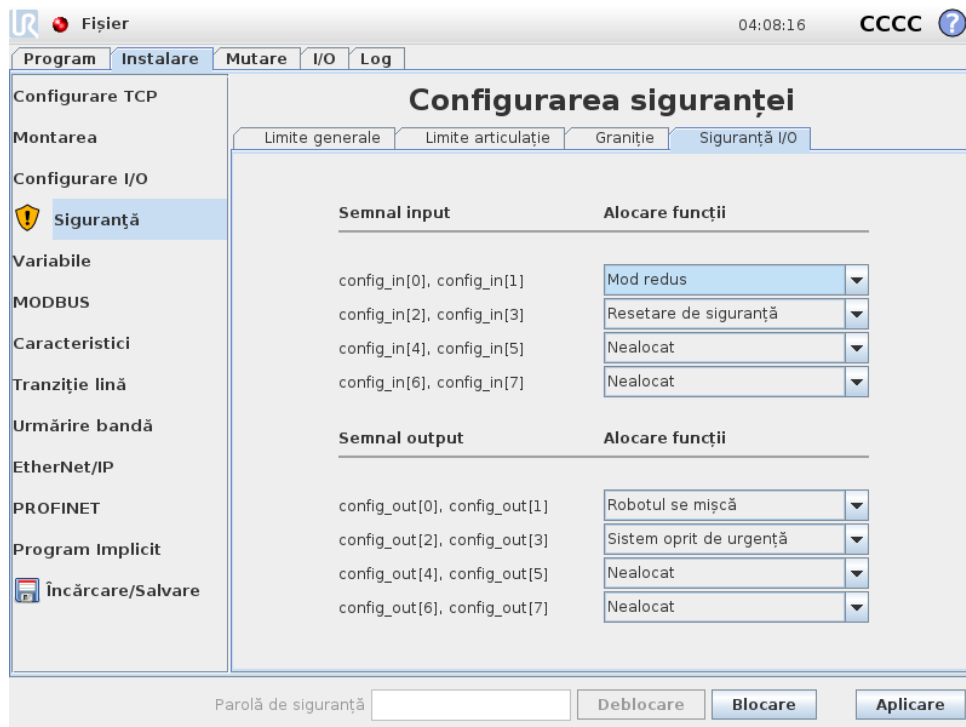 UR Fișier 04:08:16 CCCC ?
Program Instalare Mutare I/O Log
Configurare TCP
Montarea
Configurare I/O
Siguranţă
Variabile
MODBUS
Caracteristici
Tranziție lină
Urmărire bandă
EtherNet/IP
PROFINET
Program Implicit
Încărcare/Salvare
Configurarea siguranței
Limite generale Limite articulație Graniție Siguranță I/O
Semnal input Alocare funcții
config_in[0], config_in[1] Mod redus
config_in[2], config_in[3] Resetare de siguranță
config_in[4], config_in[5] Nealocat
config_in[6], config_in[7] Nealocat
Semnal output Alocare funcții
config_out[0], config_out[1] Robotul se mișcă
config_out[2], config_out[3] Sistem oprit de urgență
config_out[4], config_out[5] Nealocat
config_out[6], config_out[7] Nealocat
Parolă de siguranță Deblocare Blocare Aplicare